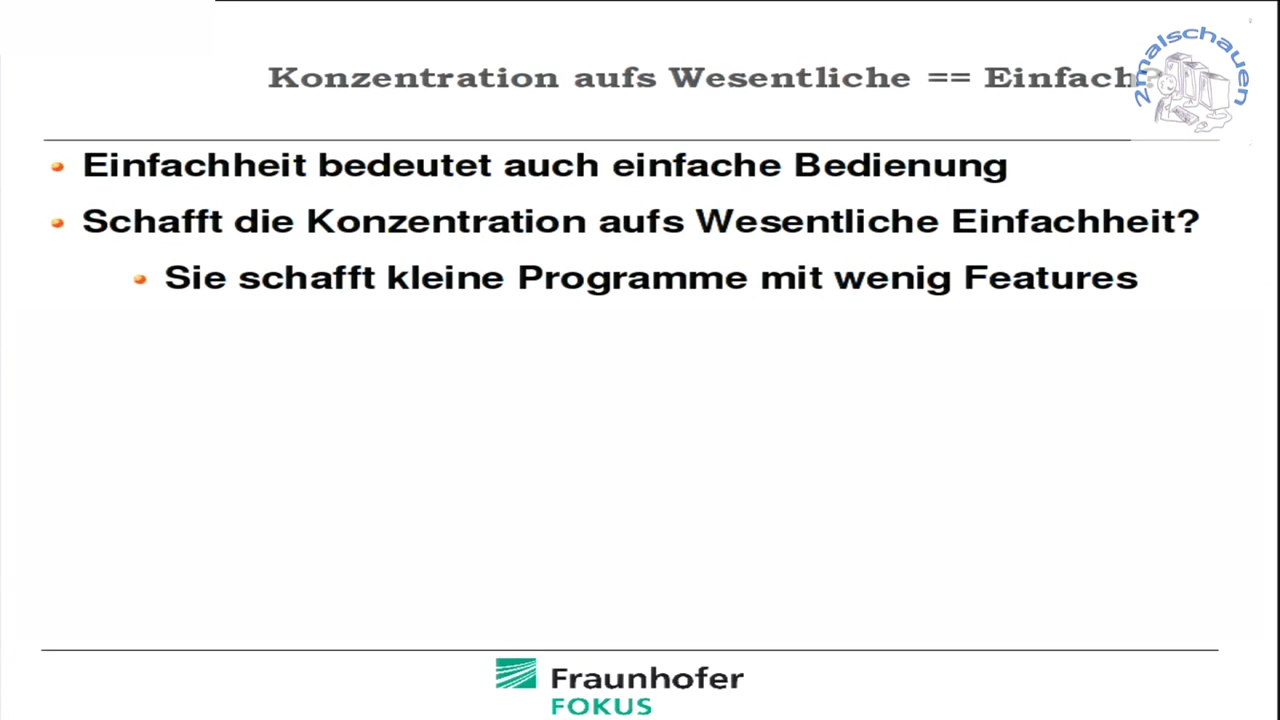 Konzentration aufs Wesentliche == Einfach?
2malschauen
Einfachheit bedeutet auch einfache Bedienung
Schafft die Konzentration aufs Wesentliche Einfachheit?
Sie schafft kleine Programme mit wenig Features
Fraunhofer
FOKUS